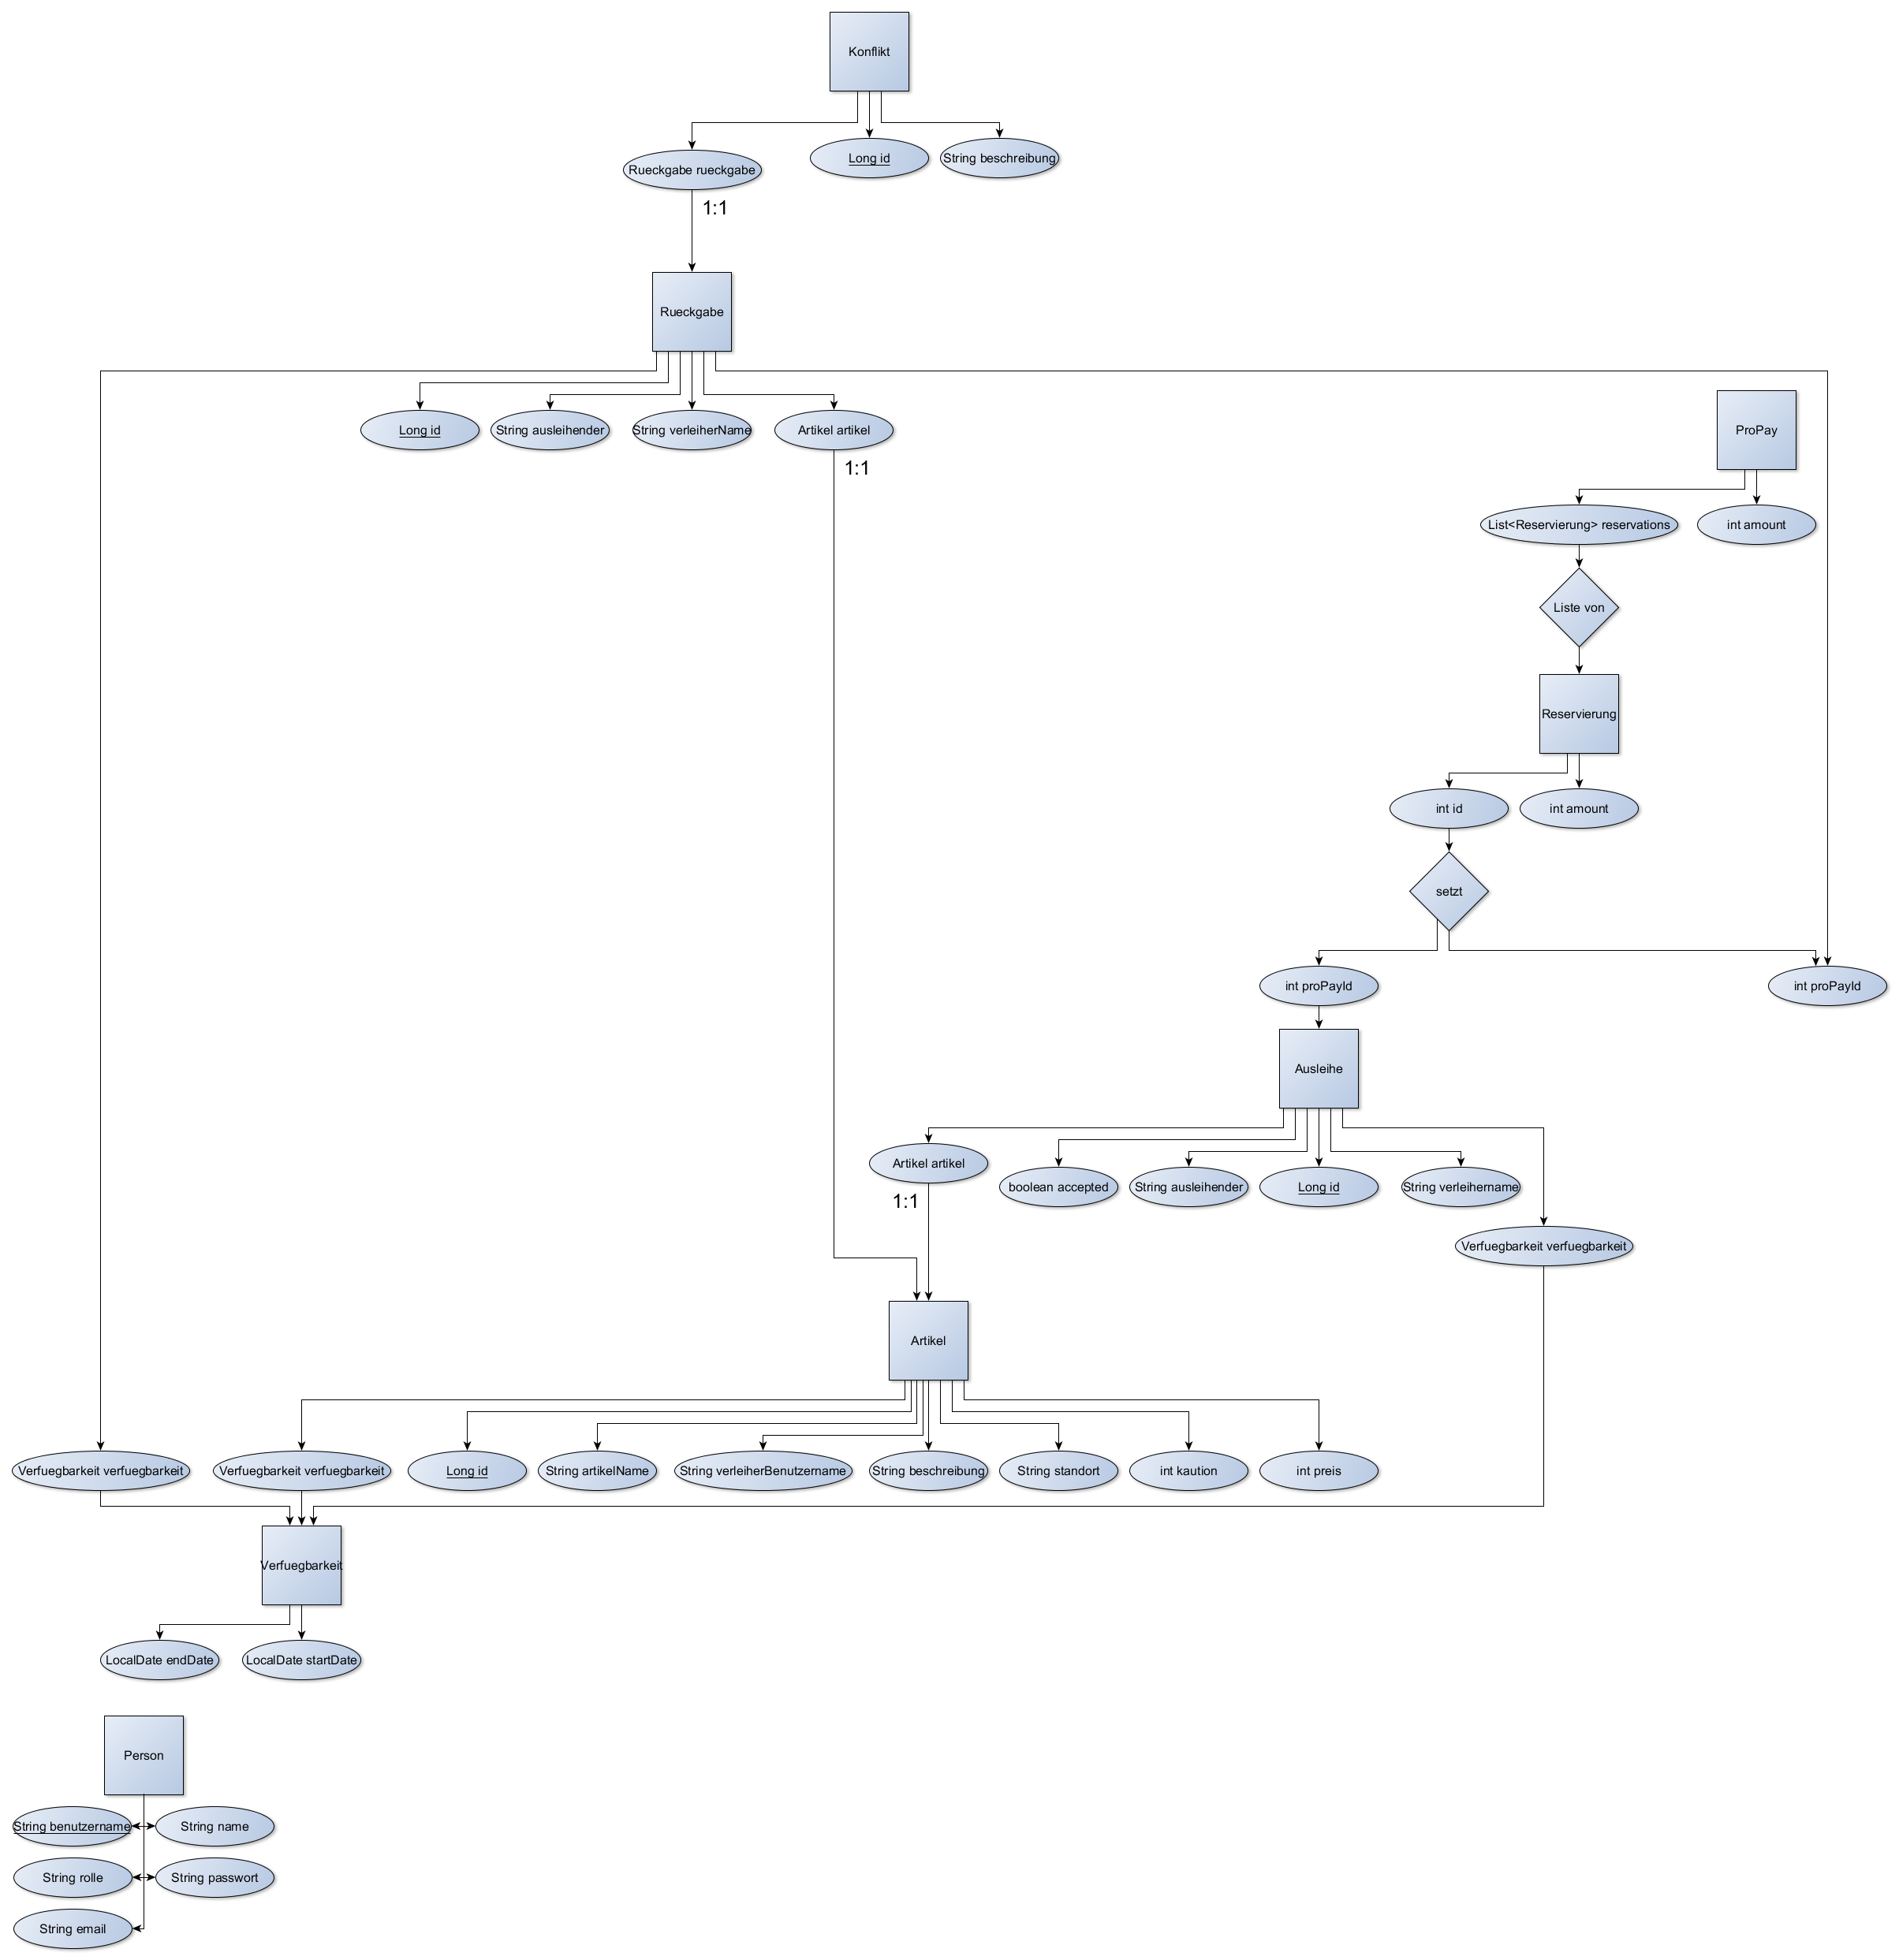 Konflikt
Rueckgabe rueckgabe
Long id
String beschreibung
1:1
Rueckgabe
Long id
String ausleihender
String verleiherName
Artikel artikel
1:1
ProPay
List<Reservierung> reservations
int amount
Liste von
Reservierung
int id
int amount
setzt
int proPayId
int proPayId
Ausleihe
Artikel artikel
boolean accepted
String ausleihender
Long id
String verleihername
1:1
Verfuegbarkeit verfuegbarkeit
Artikel
Verfuegbarkeit verfuegbarkeit
Verfuegbarkeit verfuegbarkeit
Long id
String artikelName
String verleiherBenutzername
String beschreibung
String standort
int kaution
int preis
Verfuegbarkeit
LocalDate endDate
LocalDate startDate
Person
String benutzername
String name
String rolle
String passwort
String email